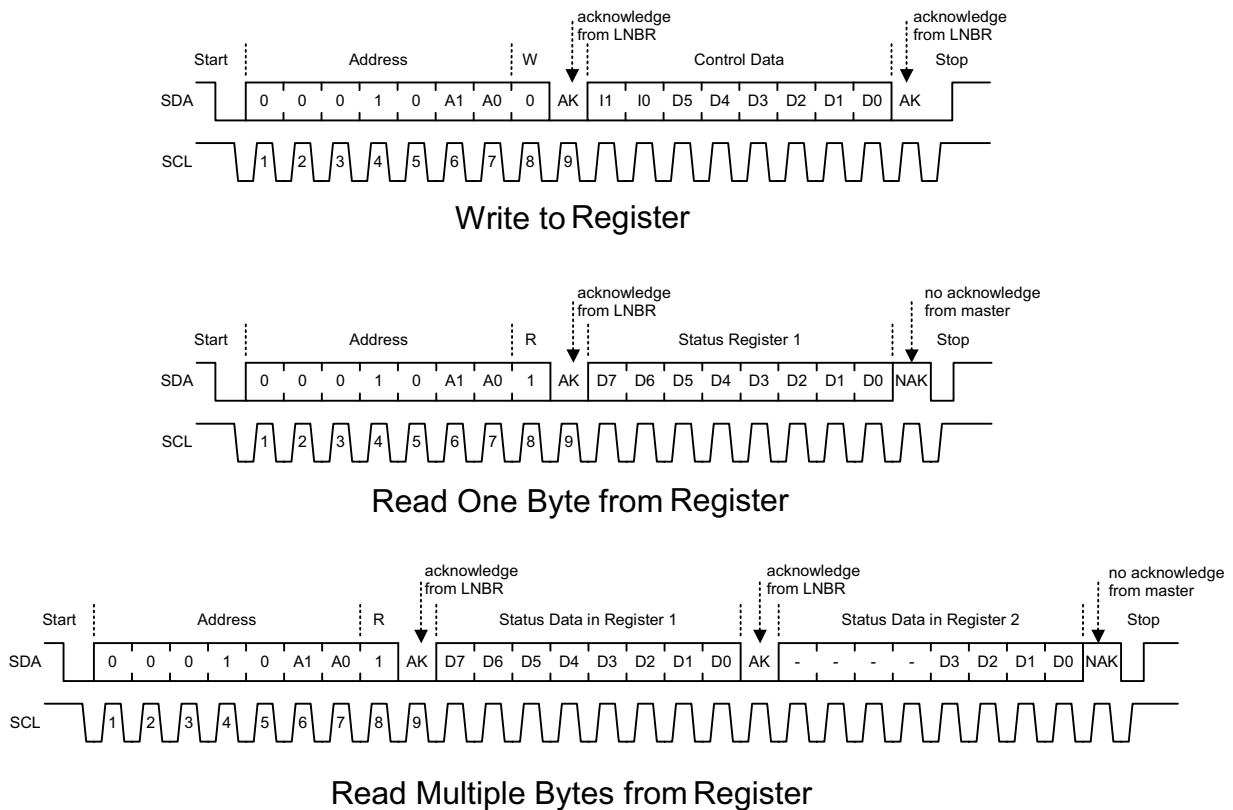 acknowledge
from LNBR
acknowledge
from LNBR
Start Address W Control Data Stop
SDA 0 0 0 1 0 A1 A0 0 AK I1 I0 D5 D4 D3 D2 D1 D0 AK
SCL 1 2 3 4 5 6 7 8 9
Write to Register
acknowledge
from LNBR
no acknowledge
from master
Start Address R Status Register 1 Stop
SDA 0 0 0 1 0 A1 A0 1 AK D7 D6 D5 D4 D3 D2 D1 D0 NAK
SCL 1 2 3 4 5 6 7 8 9
Read One Byte from Register
acknowledge
from LNBR
acknowledge
from LNBR
no acknowledge
from master
Start Address R Status Data in Register 1 Status Data in Register 2 Stop
SDA 0 0 0 1 0 A1 A0 1 AK D7 D6 D5 D4 D3 D2 D1 D0 AK - - - - D3 D2 D1 D0 NAK
SCL 1 2 3 4 5 6 7 8 9
Read Multiple Bytes from Register